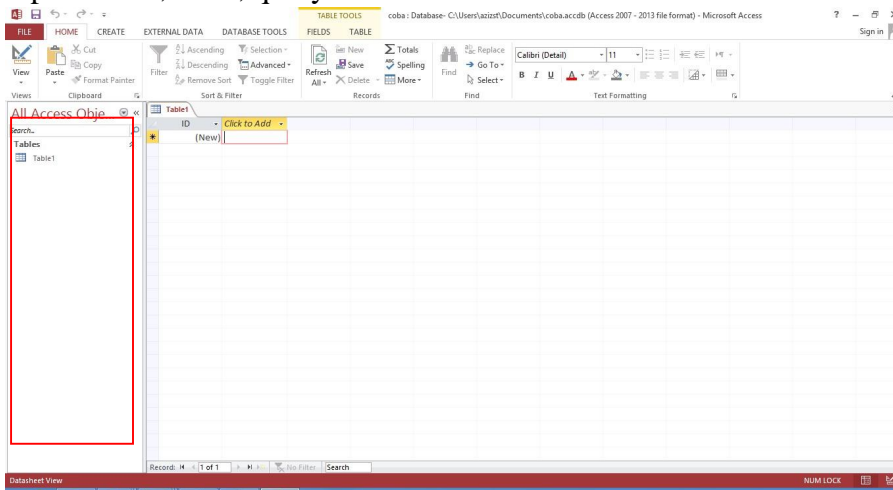 TABLE TOOLS
coba : Database- C:\Users\azizst\Documents\coba.accdb (Access 2007 - 2013 file format) - Microsoft Access
?
FILE HOME CREATE EXTERNAL DATA DATABASE TOOLS FIELDS TABLE Sign in
View
Paste
Cut
Copy
Format Painter
Filter
Ascending
Descending
Remove Sort
Selection
Advanced
Toggle Filter
Refresh All
New
Save
Delete
Totals
Spelling
More
Find
Replace
Go To
Select
Calibri (Detail) 11
B I U A
Views Clipboard Sort & Filter Records Find Text Formatting
All Access Obje...
Search..
Tables
Table1
Table1
ID Click to Add
(New)
Record: 1 of 1 No Filter Search
Datasheet View NUM LOCK